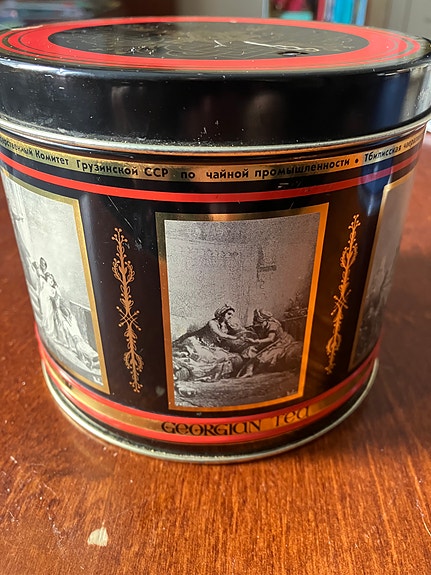 Комитет Грузинской ССР по чайной промышленности • Тбилисская
GEORGIAN TEA